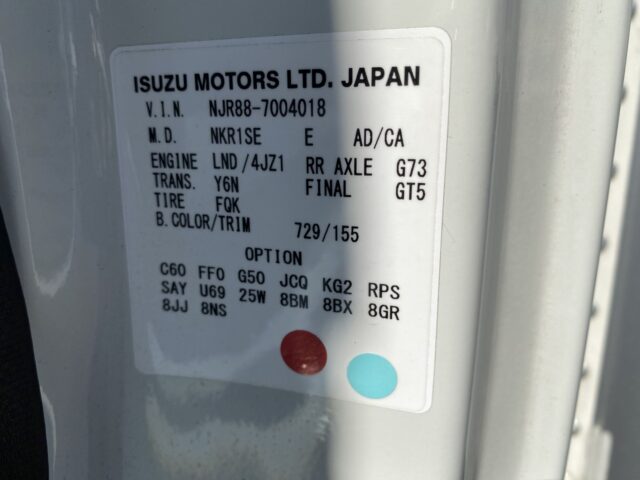 ISUZU MOTORS LTD. JAPAN
V.I.N. NJR88-7004018
M.D. NKR1SE E AD/CA
ENGINE LND/4JZ1 RR AXLE G73
TRANS. Y6N FINAL GT5
TIRE FQK
B.COLOR/TRIM 729/155
OPTION
C60 FF0 G50 JCQ KG2 RPS
SAY U69 25W 8BM 8BX 8GR
8JJ 8NS